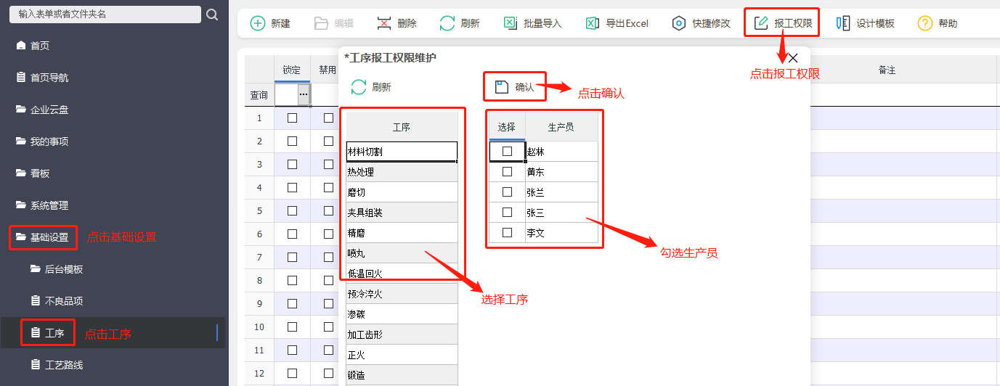 输入表单或者文件夹名
首页
首页导航
企业云盘
我的事项
看板
系统管理
基础设置 点击基础设置
后台模板
不良品项
工序 点击工序
工艺路线
新建 编辑 删除 刷新 批量导入 导出Excel 快捷修改 报工权限 设计模板 帮助
点击报工权限
锁定 禁用 备注
查询 ...
1
2
3
4
5
6
7
8
9
10
11
12
*工序报工权限维护
刷新 确认 点击确认
工序
材料切割
热处理
磨切
夹具组装
精磨
喷丸
低温回火
预冷淬火
渗碳
加工齿形
正火
锻造
选择工序
选择 生产员
赵林
黄东
张兰
张三
李文
勾选生产员